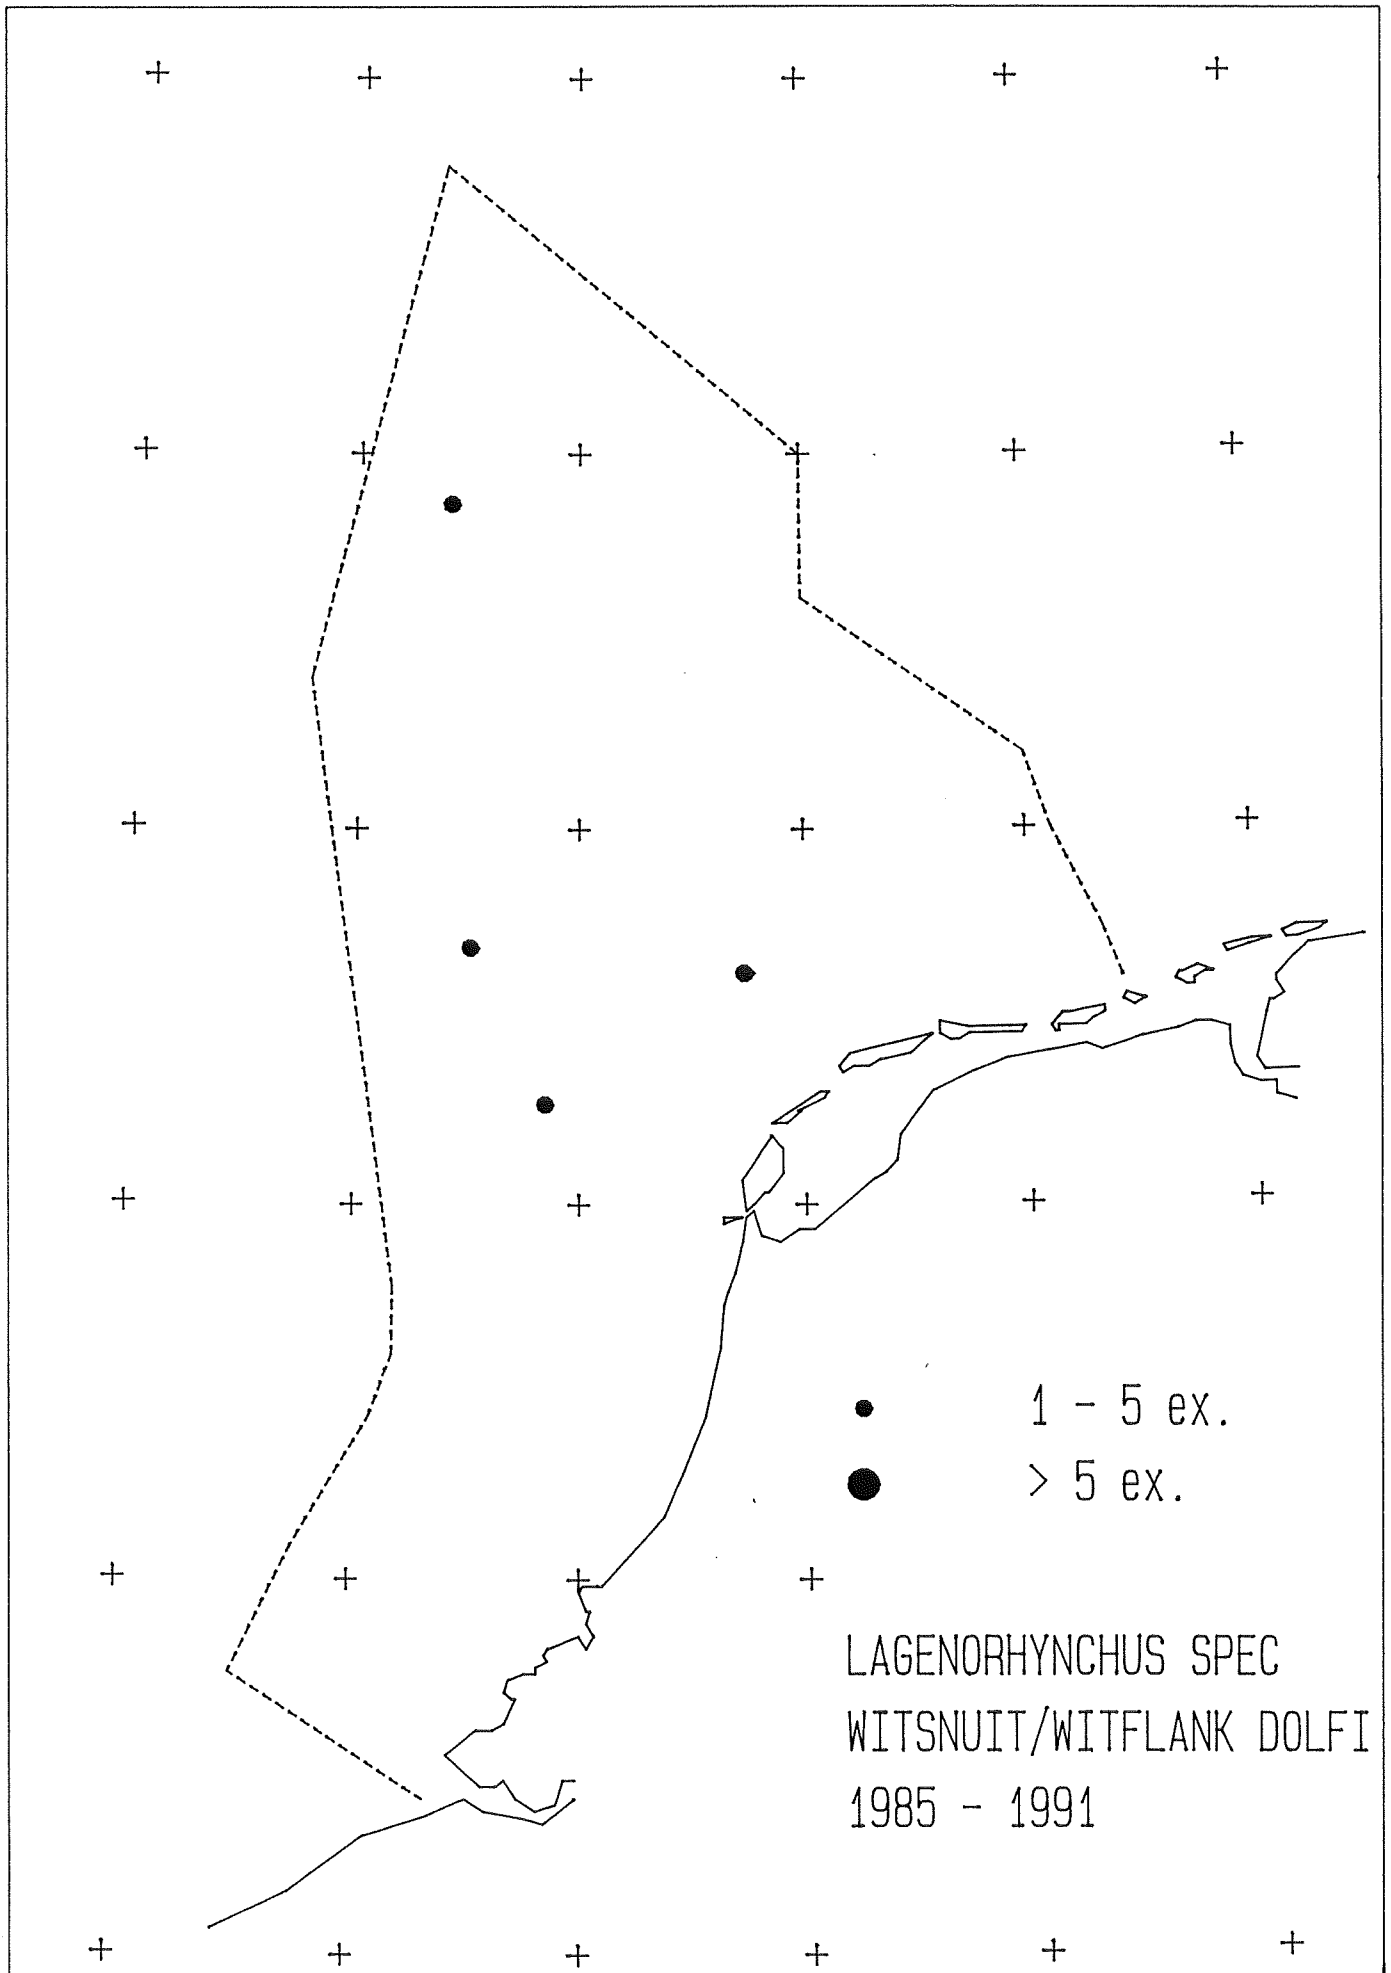 1 - 5 ex.
> 5 ex.
LAGENORHYNCHUS SPEC
WITSNUIT/WITFLANK DOLFI
1985 - 1991